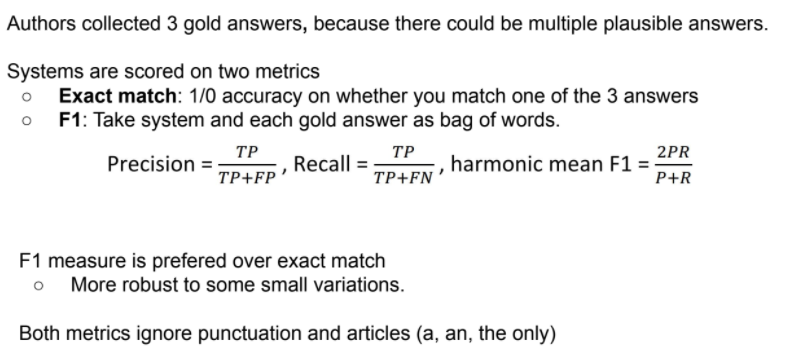 Authors collected 3 gold answers, because there could be multiple plausible answers.
Systems are scored on two metrics
○ Exact match: 1/0 accuracy on whether you match one of the 3 answers
○ F1: Take system and each gold answer as bag of words.
Precision = TP/TP+FP , Recall = TP/TP+FN , harmonic mean F1 = 2PR/P+R
F1 measure is prefered over exact match
○ More robust to some small variations.
Both metrics ignore punctuation and articles (a, an, the only)